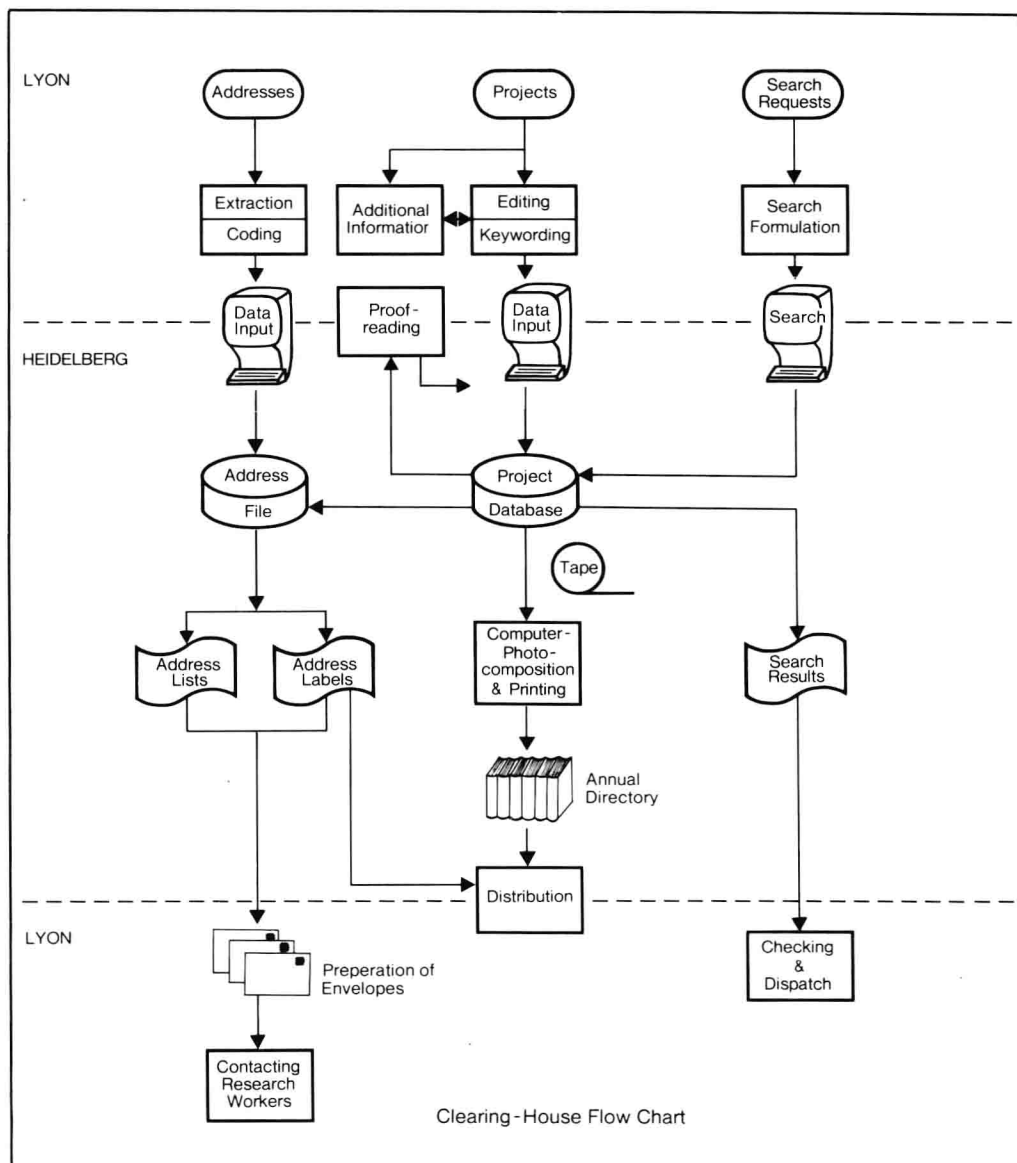 LYON
Addresses
Projects
Search
Requests
Extraction
Coding
Additional
Informatior
Editing
Keywording
Search
Formulation
Data
Input
Proof-
reading
Data
Input
Search
HEIDELBERG
Address
File
Project
Database
Tape
Address
Lists
Address
Labels
Computer-
Photo-
composition
& Printing
Search
Results
Annual
Directory
Distribution
LYON
Preperation of
Envelopes
Checking
&
Dispatch
Contacting
Research
Workers
Clearing-House Flow Chart